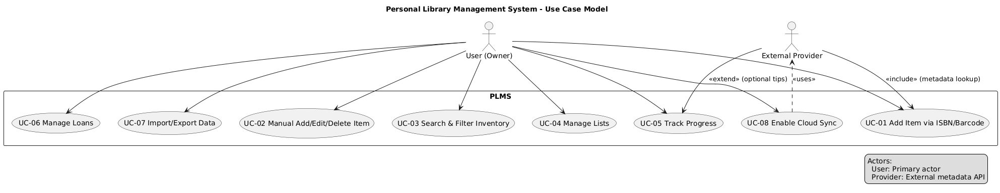 Personal Library Management System - Use Case Model
User (Owner)
External Provider
«extend» (optional tips)
«uses»
«include» (metadata lookup)
PLMS
UC-06 Manage Loans
UC-07 Import/Export Data
UC-02 Manual Add/Edit/Delete Item
UC-03 Search & Filter Inventory
UC-04 Manage Lists
UC-05 Track Progress
UC-08 Enable Cloud Sync
UC-01 Add Item via ISBN/Barcode
Actors:
User: Primary actor
Provider: External metadata API